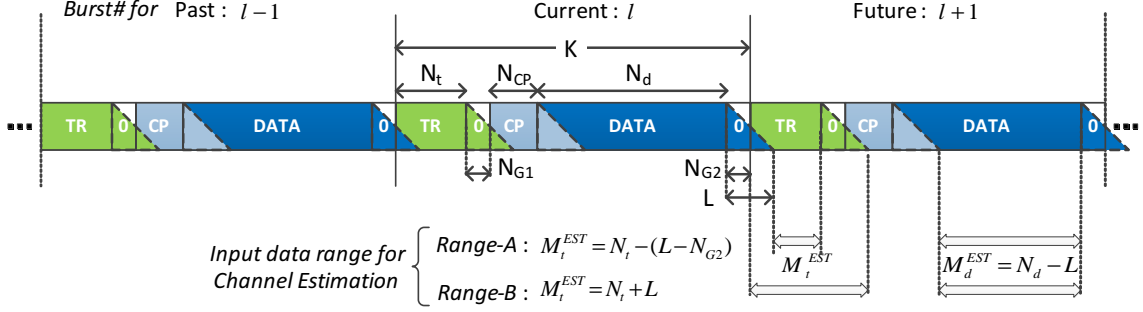 Burst# for Past : l−1 Current : l Future : l+1
K
N_t N_CP N_d
TR 0 CP DATA 0 TR 0 CP DATA 0 TR 0 CP DATA 0
N_G1 N_G2
L
Input data range for
Channel Estimation
Range-A : M_t^EST = N_t −(L−N_G2)
Range-B : M_t^EST = N_t + L
M_t^EST M_d^EST = N_d − L